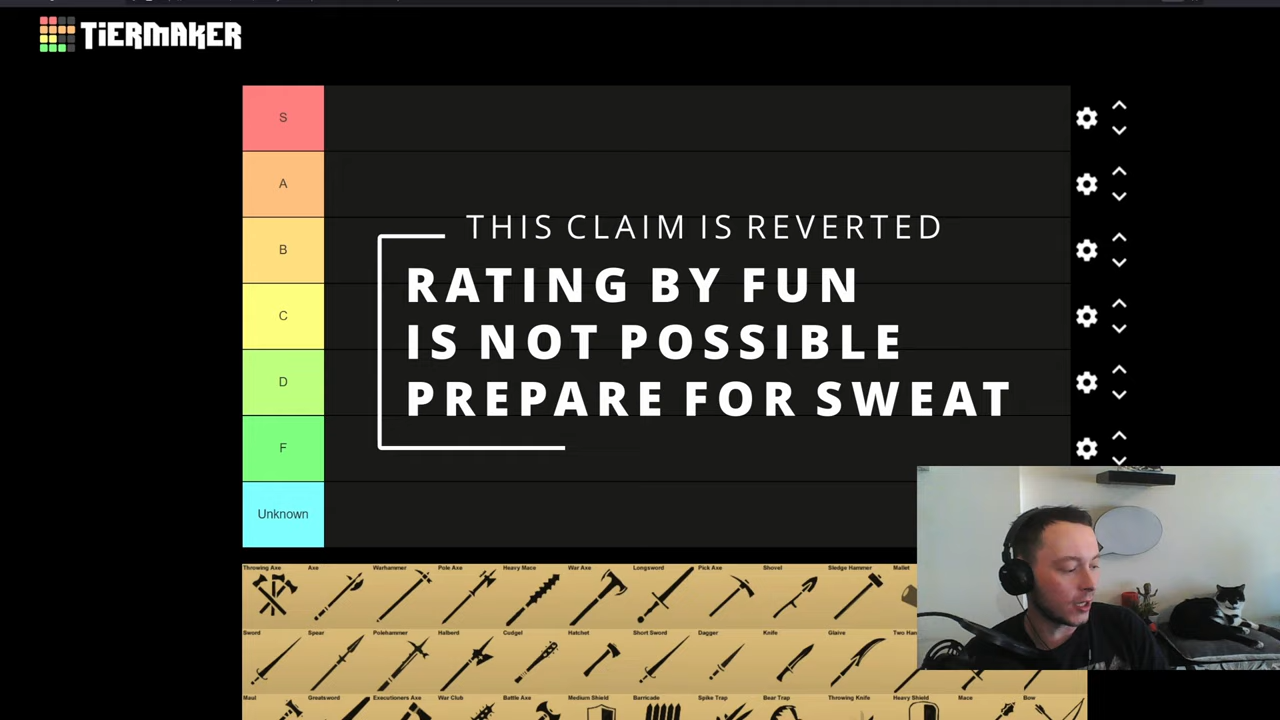 TiERMAKER
S
A
THIS CLAIM IS REVERTED
B
RATING BY FUN
C
IS NOT POSSIBLE
D
PREPARE FOR SWEAT
F
Unknown
Throwing Axe Axe Warhammer Pole Axe Heavy Mace War Axe Longsword Pick Axe Shovel Sledge Hammer Mallet
Sword Spear Polehammer Halberd Cudgel Hatchet Short Sword Dagger Knife Glaive Two Han
Maul Greatsword Executioners Axe War Club Battle Axe Medium Shield Barricade Spike Trap Bear Trap Throwing Knife Heavy Shield Mace Bow